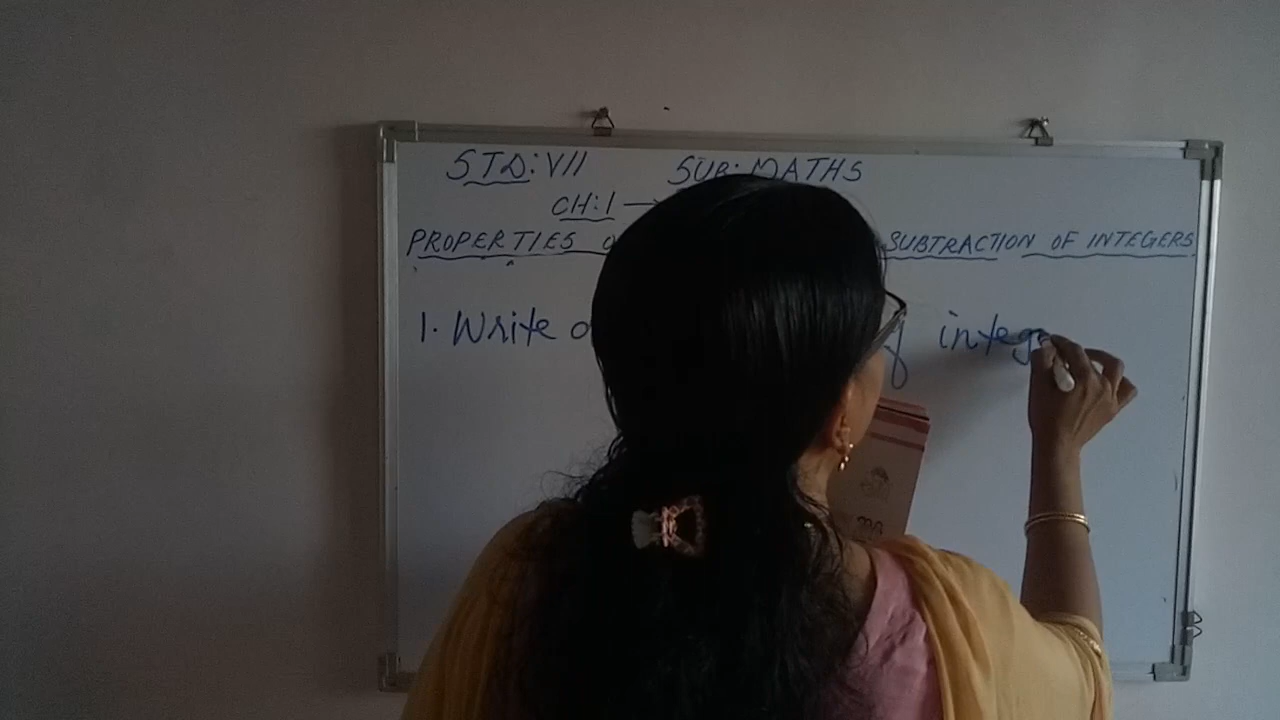 STD: VII SUB: MATHS
CH:1 →
PROPERTIES SUBTRACTION OF INTEGERS
1. Write integ